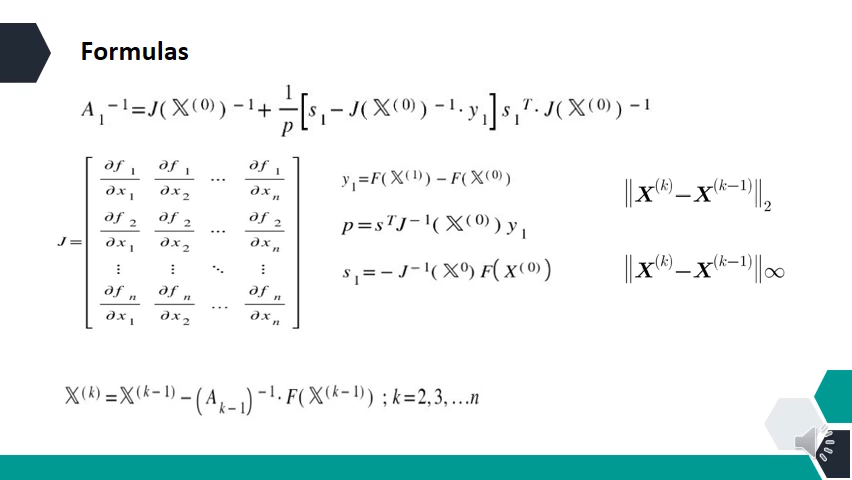 Formulas
A₁⁻¹=J(𝕏⁽⁰⁾)⁻¹+ 1/p [s₁−J(𝕏⁽⁰⁾)⁻¹·y₁]s₁ᵀ·J(𝕏⁽⁰⁾)⁻¹
J= [ ∂f₁/∂x₁ ∂f₁/∂x₂ ⋯ ∂f₁/∂xₙ
∂f₂/∂x₁ ∂f₂/∂x₂ ⋯ ∂f₂/∂xₙ
⋮ ⋮ ⋱ ⋮
∂fₙ/∂x₁ ∂fₙ/∂x₂ ⋯ ∂fₙ/∂xₙ ]
y₁=F(𝕏⁽¹⁾)−F(𝕏⁽⁰⁾)
p=sᵀJ⁻¹(𝕏⁽⁰⁾)y₁
s₁=−J⁻¹(𝕏⁰)F(X⁽⁰⁾)
‖X⁽ᵏ⁾−X⁽ᵏ⁻¹⁾‖₂
‖X⁽ᵏ⁾−X⁽ᵏ⁻¹⁾‖∞
𝕏⁽ᵏ⁾=𝕏⁽ᵏ⁻¹⁾−(Aₖ₋₁)⁻¹·F(𝕏⁽ᵏ⁻¹⁾) ;k=2,3,…n